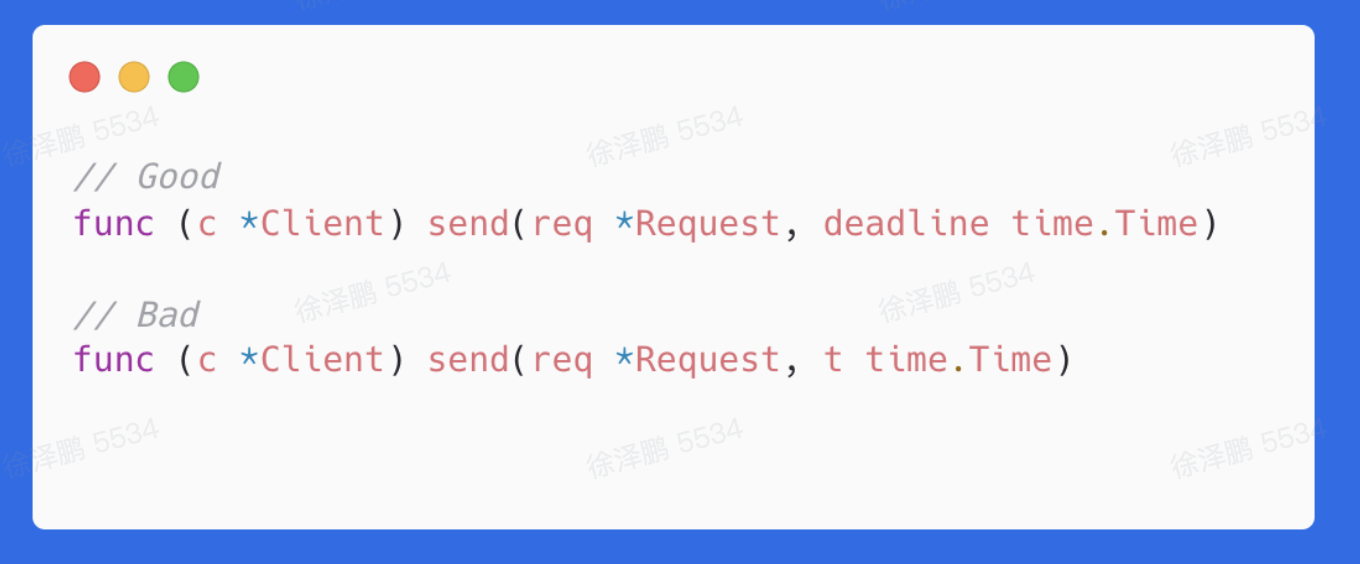 徐泽鹏 5534 徐泽鹏 5534 徐泽鹏 5534
// Good
func (c *Client) send(req *Request, deadline time.Time)
徐泽鹏 5534 徐泽鹏 5534
// Bad
func (c *Client) send(req *Request, t time.Time)
徐泽鹏 5534 徐泽鹏 5534 徐泽鹏 5534